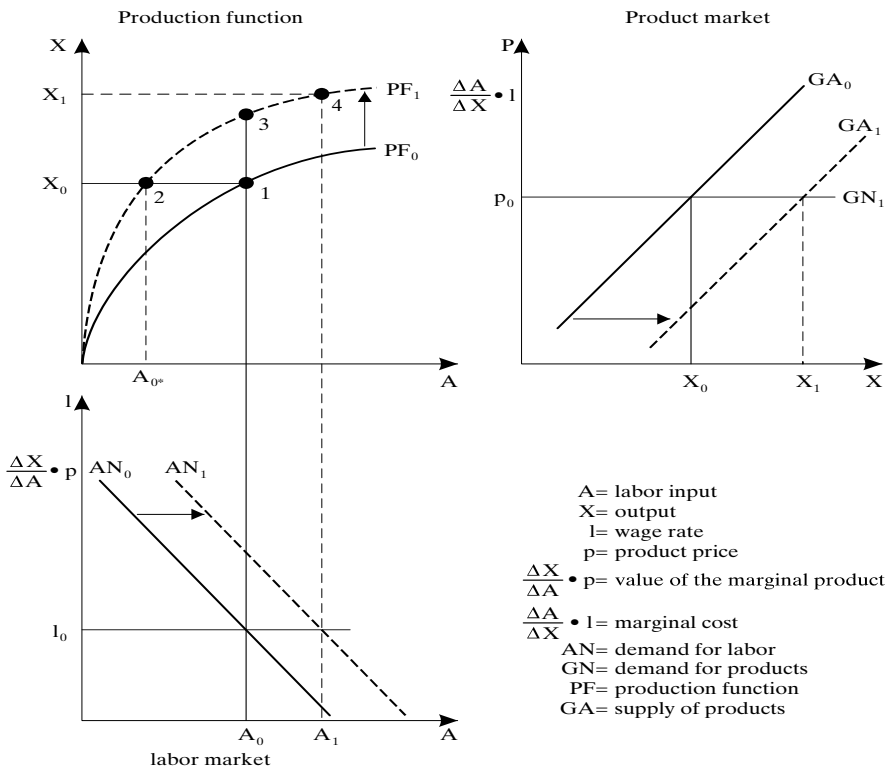 Production function
X
X₁
X₀
PF₁
PF₀
1
2
3
4
A₀*
A
Product market
P
ΔA/ΔX • l
GA₀
GA₁
p₀
GN₁
X₀
X₁
X
l
ΔX/ΔA • p
AN₀
AN₁
l₀
A₀
A₁
A
labor market
A= labor input
X= output
l= wage rate
p= product price
ΔX/ΔA • p= value of the marginal product
ΔA/ΔX • l= marginal cost
AN= demand for labor
GN= demand for products
PF= production function
GA= supply of products